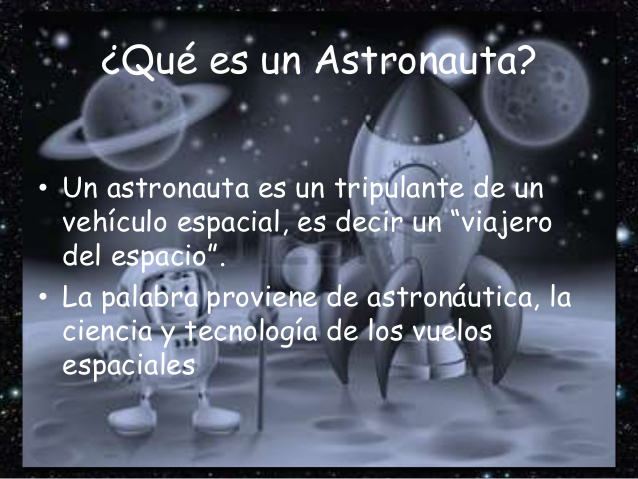 ¿Qué es un Astronauta?
• Un astronauta es un tripulante de un
vehículo espacial, es decir un “viajero
del espacio”.
• La palabra proviene de astronáutica, la
ciencia y tecnología de los vuelos
espaciales